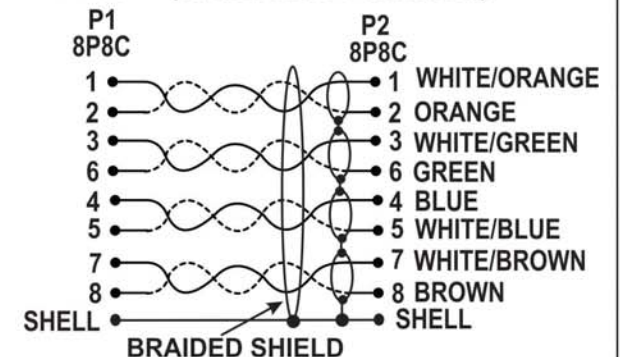 P1
8P8C
P2
8P8C
1 1 WHITE/ORANGE
2 2 ORANGE
3 3 WHITE/GREEN
6 6 GREEN
4 4 BLUE
5 5 WHITE/BLUE
7 7 WHITE/BROWN
8 8 BROWN
SHELL SHELL
BRAIDED SHIELD